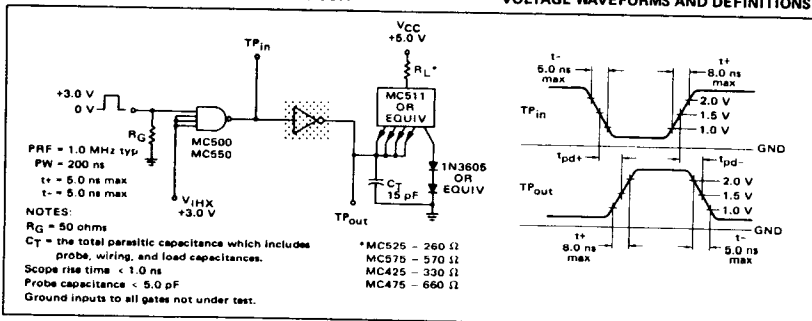 VOLTAGE WAVEFORMS AND DEFINITIONS
TPin
VCC
+5.0 V
RL*
MC511
OR
EQUIV
+3.0 V
0 V
RG
MC500
MC550
VIHX
+3.0 V
PRF = 1.0 MHz typ
PW = 200 ns
t+ = 5.0 ns max
t- = 5.0 ns max
CT
15 pF
1N3605
OR
EQUIV
TPout
NOTES:
RG = 50 ohms
CT = the total parasitic capacitance which includes
probe, wiring, and load capacitances.
Scope rise time < 1.0 ns
Probe capacitance < 5.0 pF
Ground inputs to all gates not under test.
*MC525 – 260 Ω
MC575 – 570 Ω
MC425 – 330 Ω
MC475 – 660 Ω
t-
5.0 ns
max
t+
8.0 ns
max
TPin
2.0 V
1.5 V
1.0 V
GND
tpd+
tpd-
TPout
2.0 V
1.5 V
1.0 V
GND
t+
8.0 ns
max
t-
5.0 ns
max